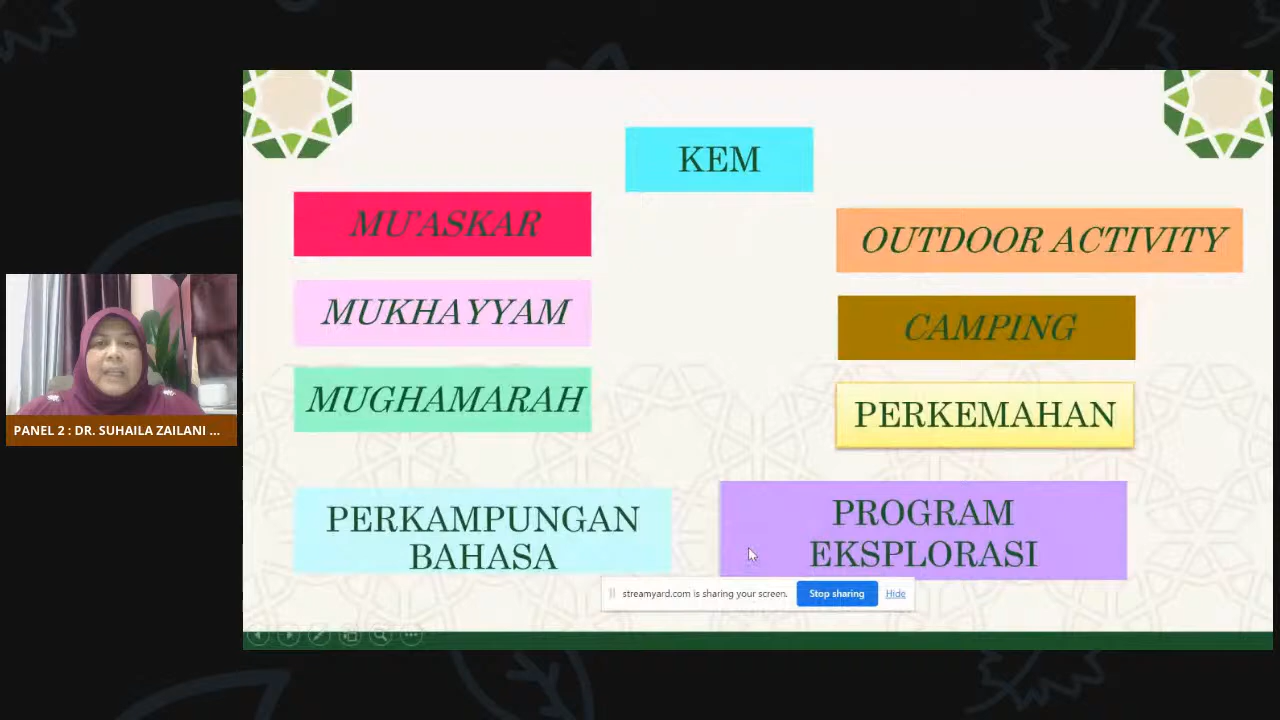 KEM
MU'ASKAR
OUTDOOR ACTIVITY
MUKHAYYAM
CAMPING
MUGHAMARAH
PERKEMAHAN
PERKAMPUNGAN
BAHASA
PROGRAM
EKSPLORASI
streamyard.com is sharing your screen.
Stop sharing
Hide
PANEL 2 : DR. SUHAILA ZAILANI ...